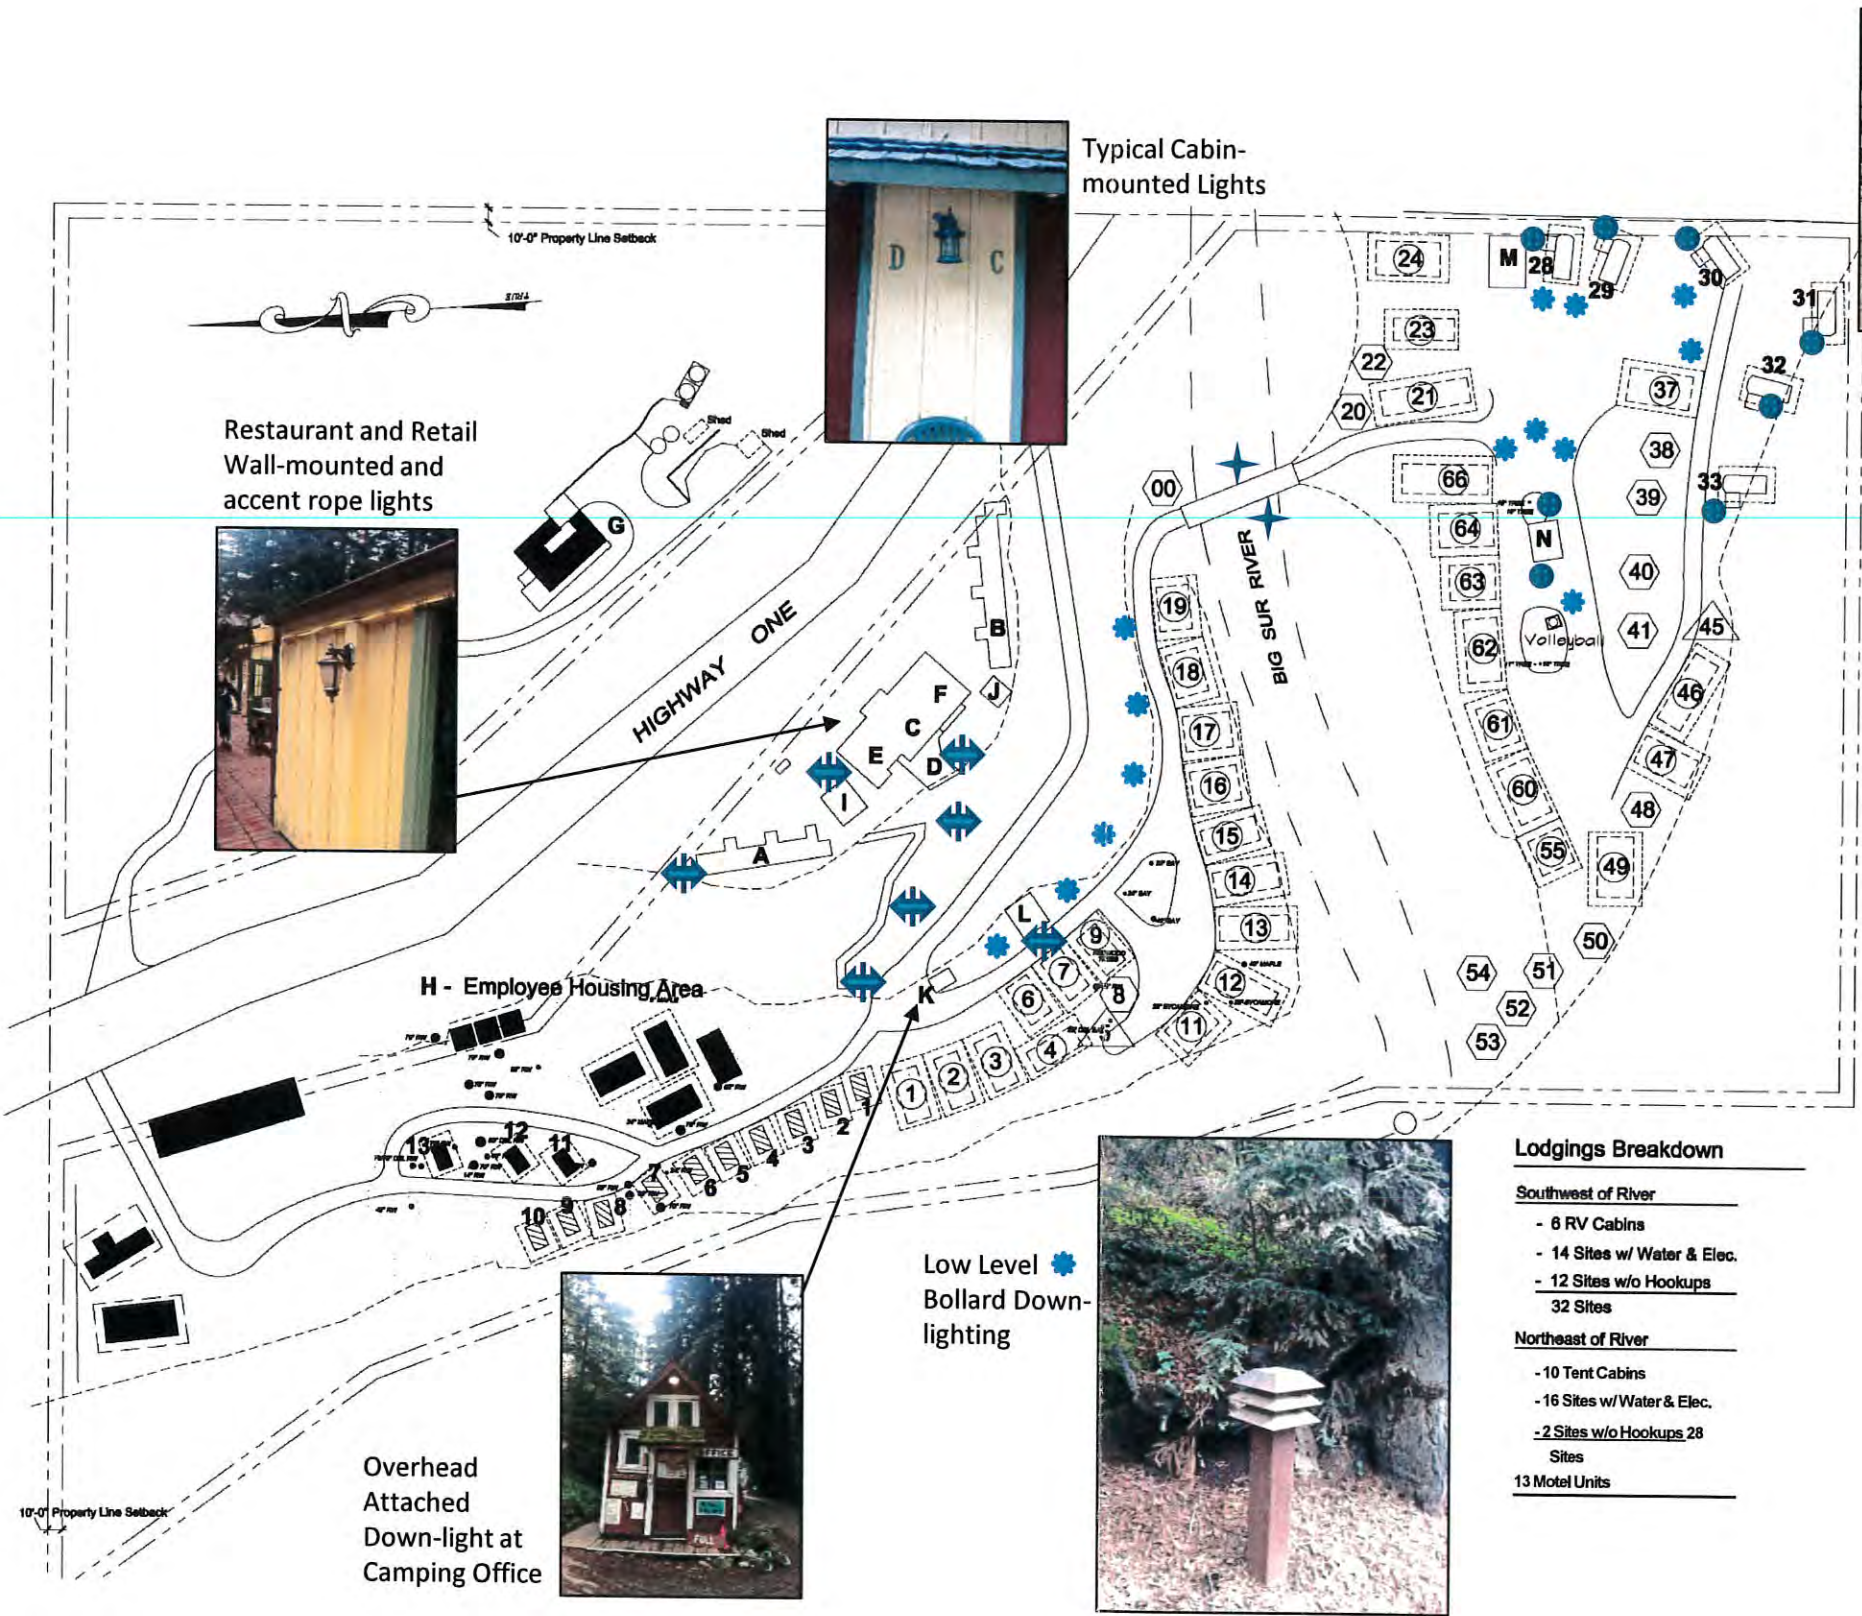 Typical Cabin-
mounted Lights
10'-0" Property Line Setback
TRUE
N
D C
Restaurant and Retail
Wall-mounted and
accent rope lights
Shed
Shed
G
HIGHWAY ONE
BIG SUR RIVER
B
J
F
C
E
D
I
A
L
K
H - Employee Housing Area
M
N
Volleyball
00
24
23
22
21
20
28
29
30
31
32
33
37
38
39
40
41
45
46
47
48
49
50
51
52
53
54
55
60
61
62
63
64
66
19
18
17
16
15
14
13
12
11
9
8
7
6
4
3
2
1
1
2
3
4
5
6
7
8
9
10
11
12
13
Low Level
Bollard Down-
lighting
OFFICE
FULL
Overhead
Attached
Down-light at
Camping Office
10'-0" Property Line Setback
Lodgings Breakdown
Southwest of River
- 6 RV Cabins
- 14 Sites w/ Water & Elec.
- 12 Sites w/o Hookups
32 Sites
Northeast of River
- 10 Tent Cabins
- 16 Sites w/ Water & Elec.
- 2 Sites w/o Hookups 28
Sites
13 Motel Units